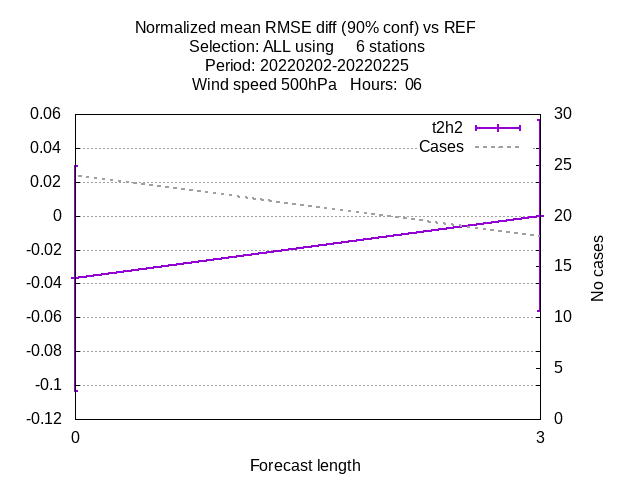 Normalized mean RMSE diff (90% conf) vs REF
Selection: ALL using     6 stations
Period: 20220202-20220225
Wind speed 500hPa   Hours:  06
t2h2
Cases
0.06
0.04
0.02
0
-0.02
-0.04
-0.06
-0.08
-0.1
-0.12
30
25
20
15
10
5
0
No cases
0
3
Forecast length